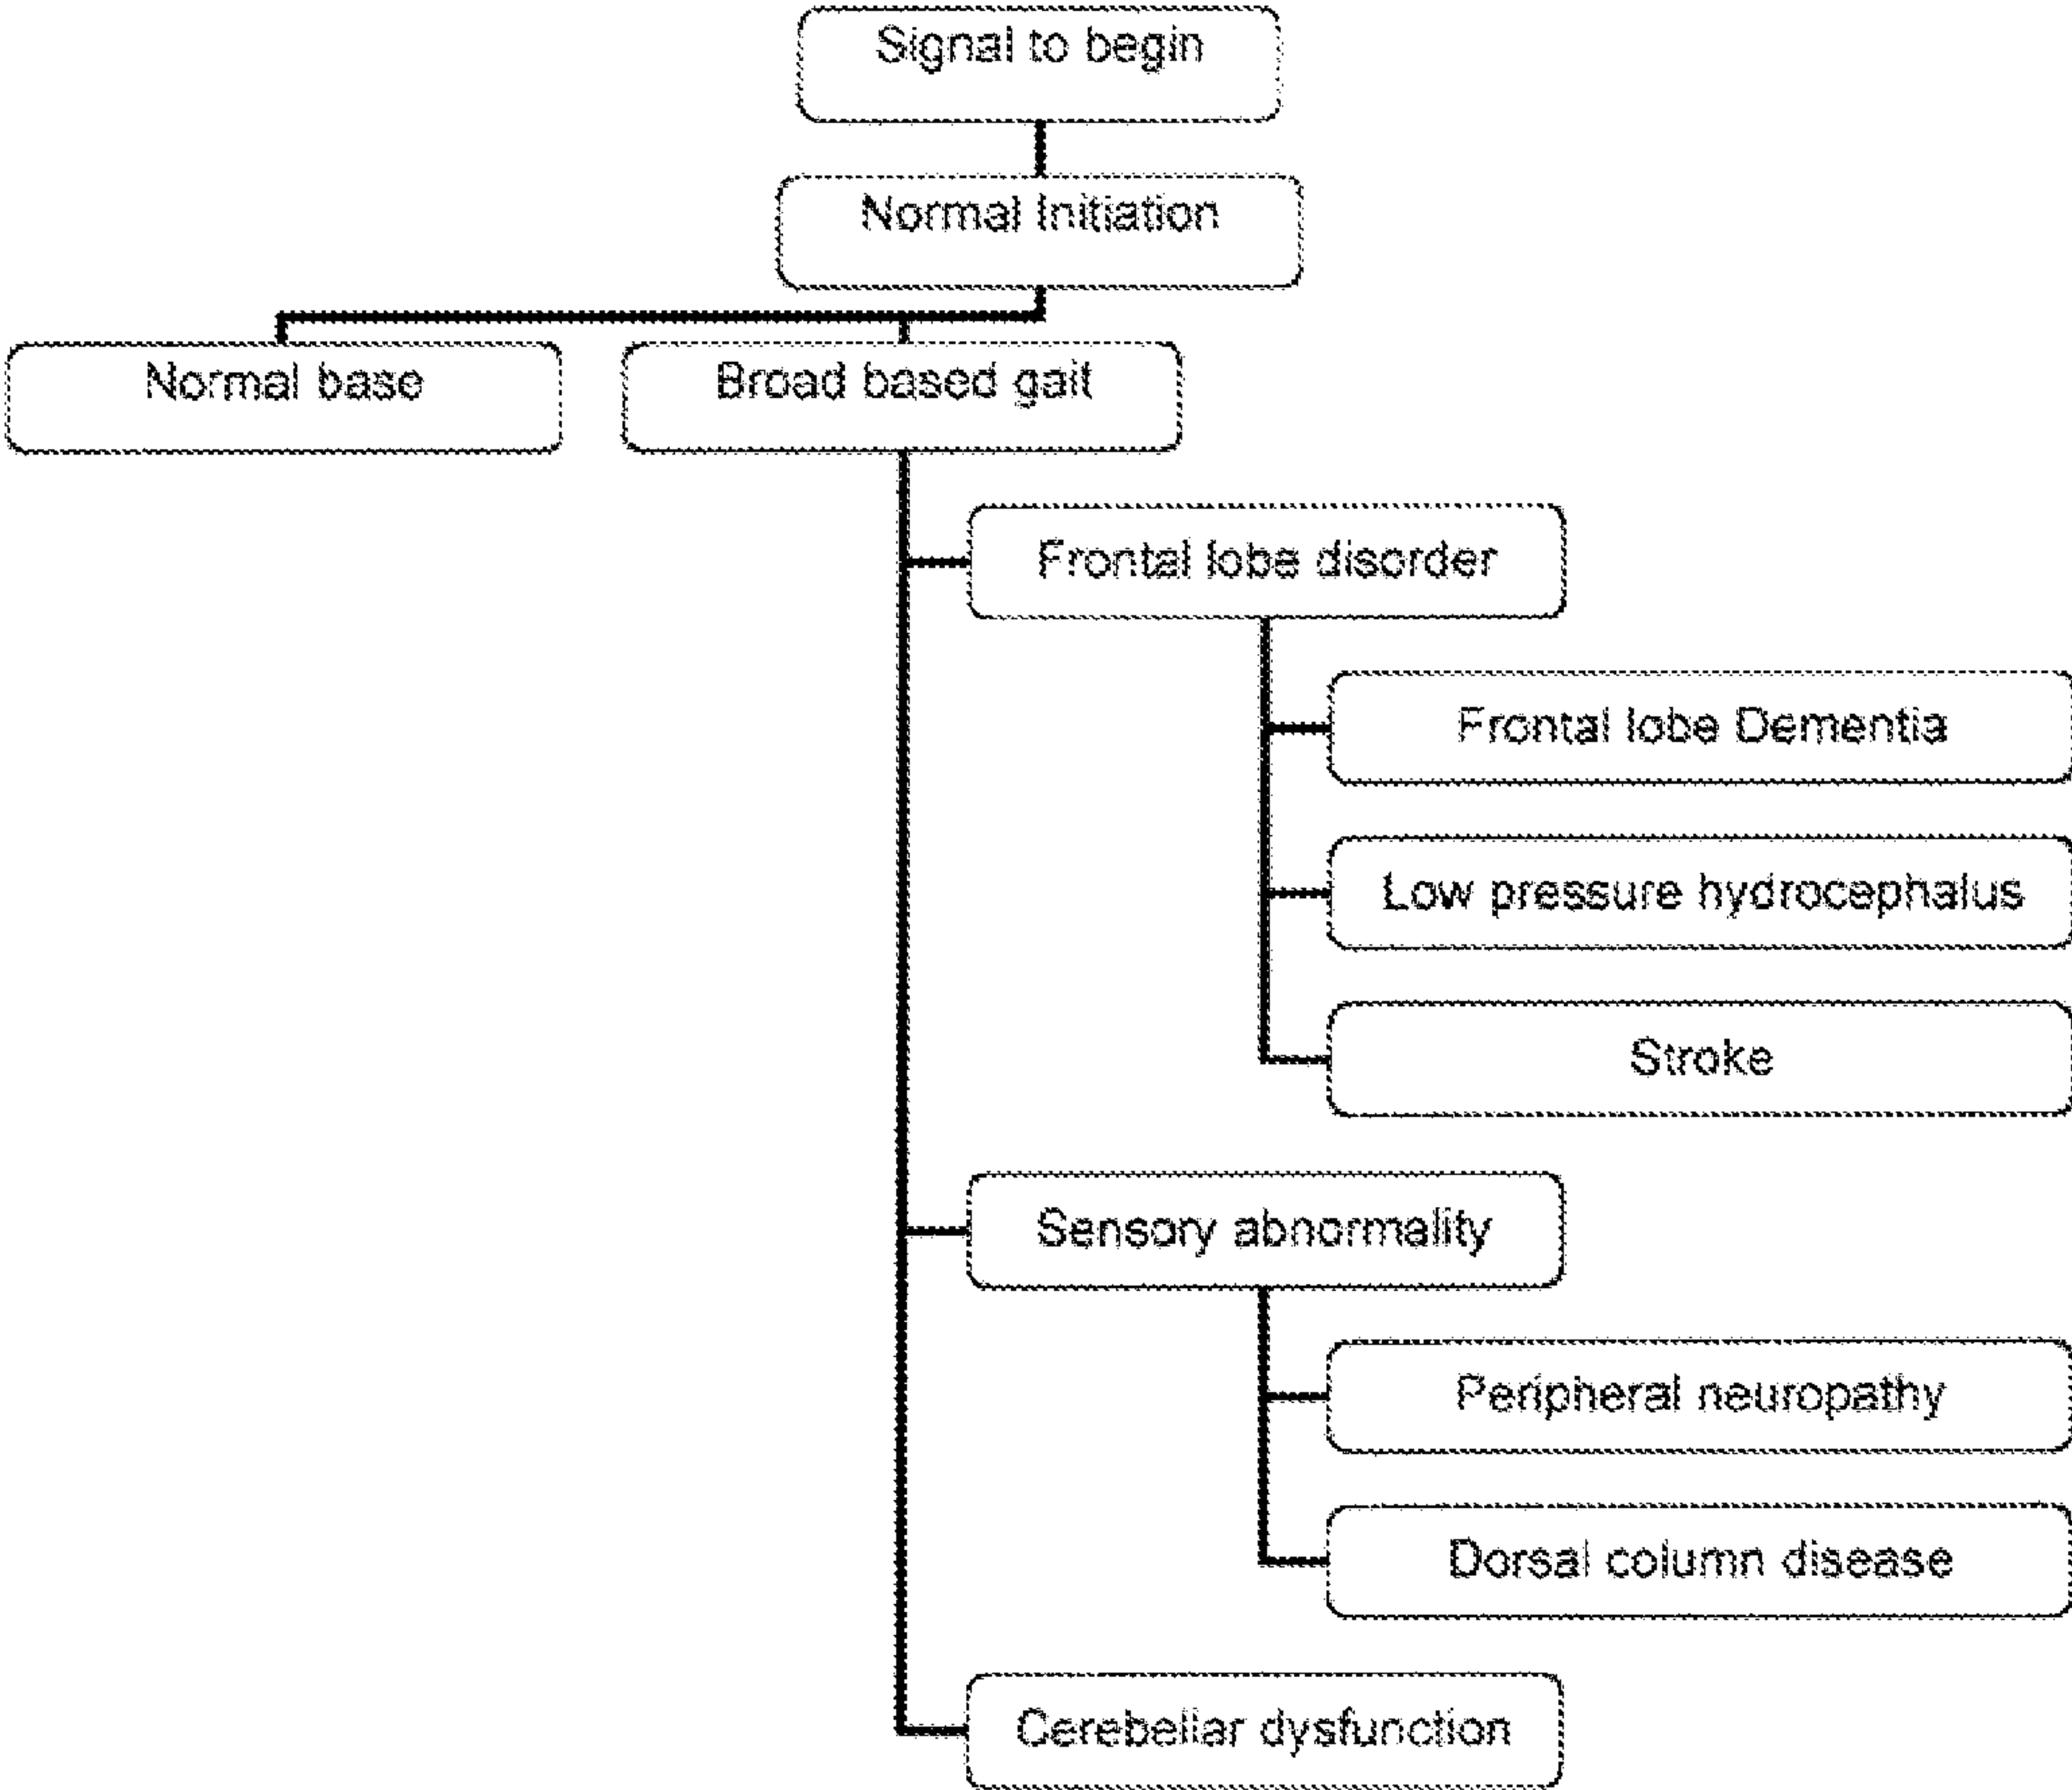 Signal to begin
Normal Initiation
Normal base
Broad based gait
Frontal lobe disorder
Frontal lobe Dementia
Low pressure hydrocephalus
Stroke
Sensory abnormality
Peripheral neuropathy
Dorsal column disease
Cerebellar dysfunction